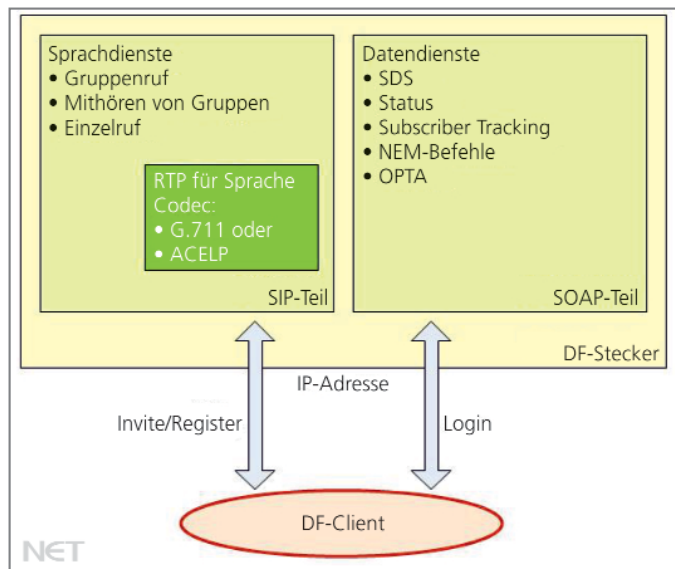 Sprachdienste
• Gruppenruf
• Mithören von Gruppen
• Einzelruf
RTP für Sprache
Codec:
• G.711 oder
• ACELP
SIP-Teil
Datendienste
• SDS
• Status
• Subscriber Tracking
• NEM-Befehle
• OPTA
SOAP-Teil
DF-Stecker
IP-Adresse
Invite/Register
Login
DF-Client
NET